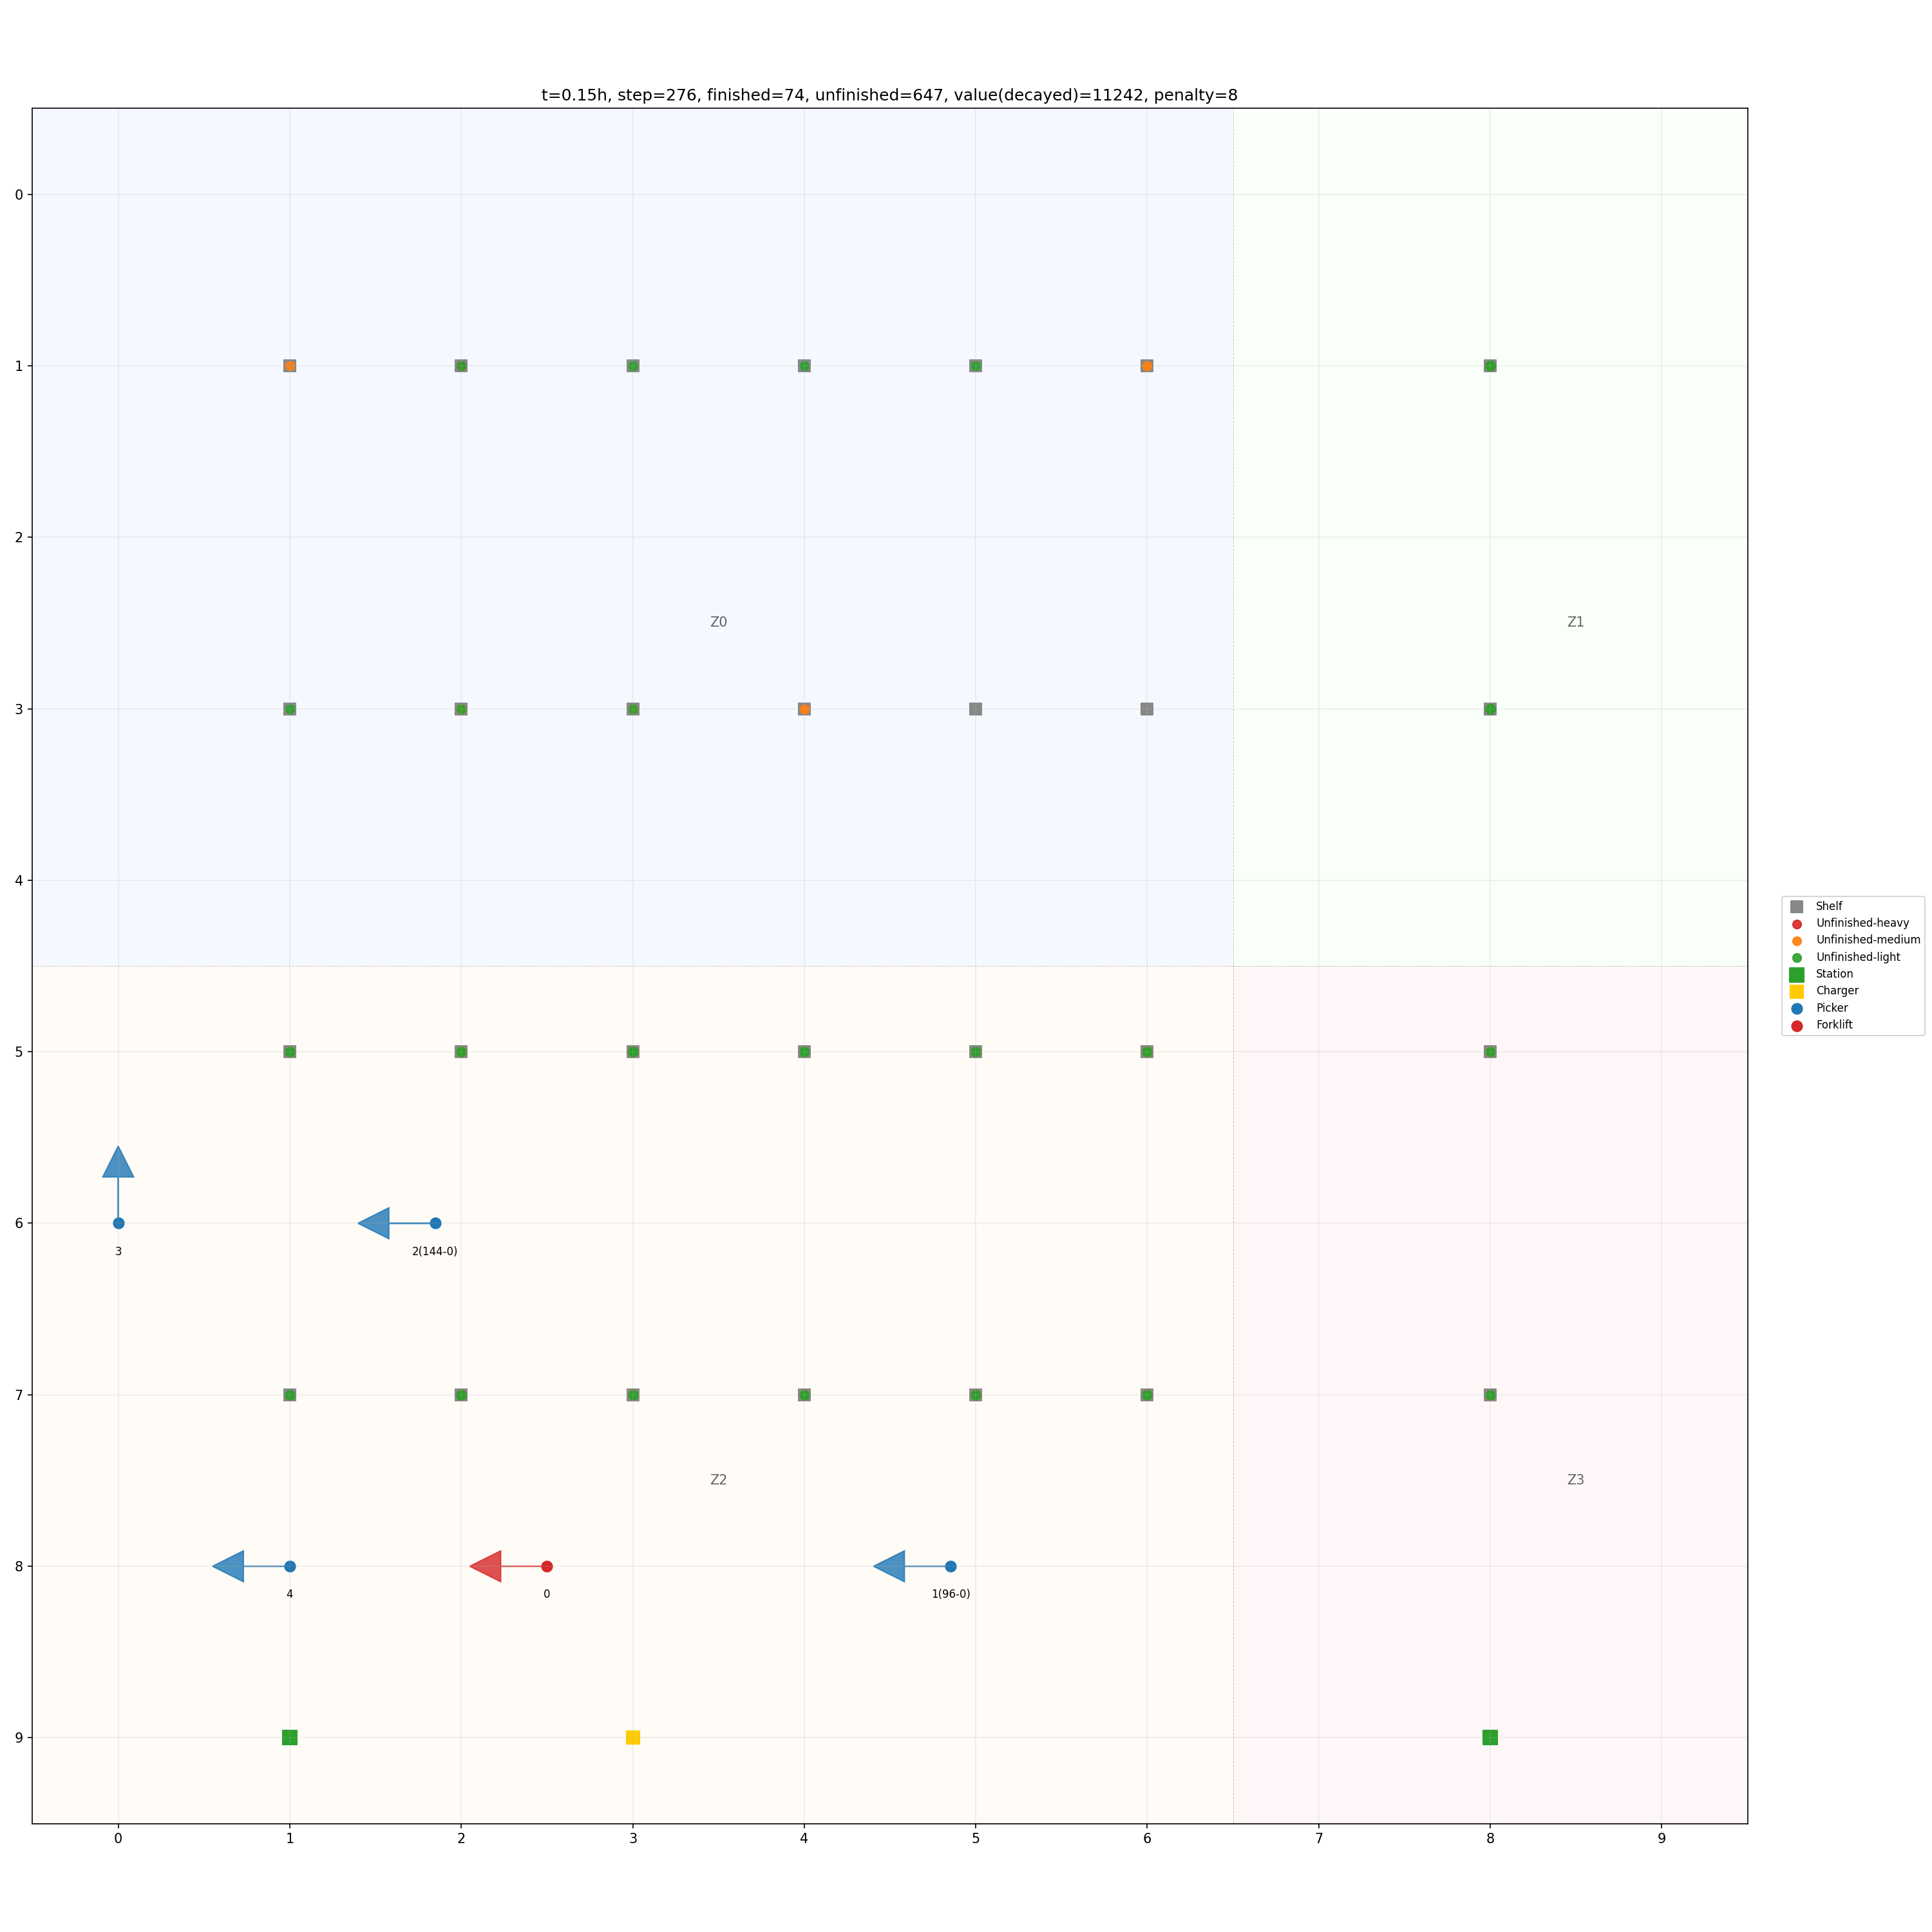 t=0.15h, step=276, finished=74, unfinished=647, value(decayed)=11242, penalty=8
0
1
2
Z0
Z1
3
4
Shelf
Unfinished-heavy
Unfinished-medium
Unfinished-light
Station
Charger
Picker
Forklift
5
6
3
2(144-0)
7
Z2
Z3
8
4
0
1(96-0)
9
0 1 2 3 4 5 6 7 8 9